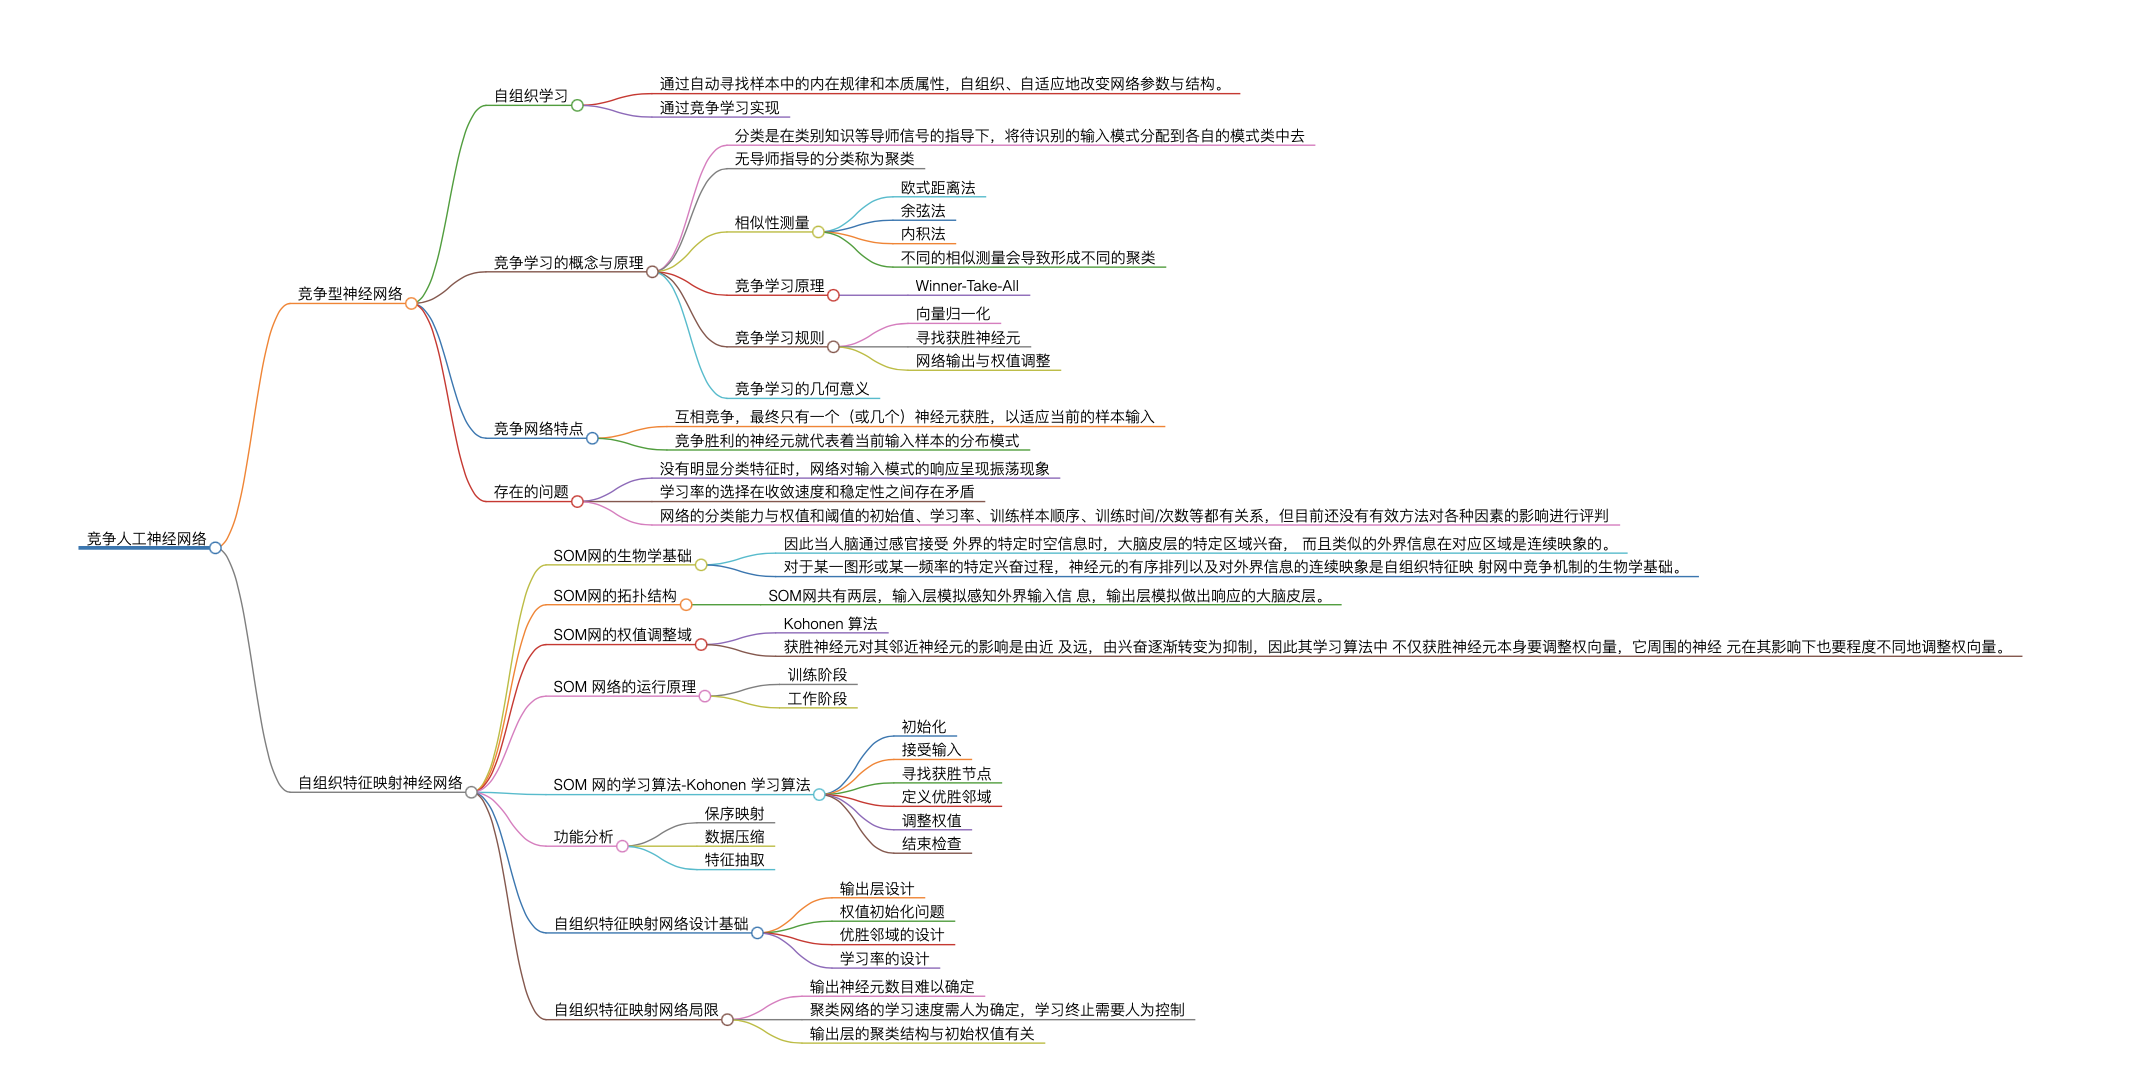 竞争人工神经网络
竞争型神经网络
自组织学习
通过自动寻找样本中的内在规律和本质属性，自组织、自适应地改变网络参数与结构。
通过竞争学习实现
竞争学习的概念与原理
分类是在类别知识等导师信号的指导下，将待识别的输入模式分配到各自的模式类中去
无导师指导的分类称为聚类
相似性测量
欧式距离法
余弦法
内积法
不同的相似测量会导致形成不同的聚类
竞争学习原理
Winner-Take-All
竞争学习规则
向量归一化
寻找获胜神经元
网络输出与权值调整
竞争学习的几何意义
竞争网络特点
互相竞争，最终只有一个（或几个）神经元获胜，以适应当前的样本输入
竞争胜利的神经元就代表着当前输入样本的分布模式
存在的问题
没有明显分类特征时，网络对输入模式的响应呈现振荡现象
学习率的选择在收敛速度和稳定性之间存在矛盾
网络的分类能力与权值和阈值的初始值、学习率、训练样本顺序、训练时间/次数等都有关系，但目前还没有有效方法对各种因素的影响进行评判
自组织特征映射神经网络
SOM网的生物学基础
因此当人脑通过感官接受 外界的特定时空信息时，大脑皮层的特定区域兴奋， 而且类似的外界信息在对应区域是连续映象的。
对于某一图形或某一频率的特定兴奋过程，神经元的有序排列以及对外界信息的连续映象是自组织特征映 射网中竞争机制的生物学基础。
SOM网的拓扑结构
SOM网共有两层，输入层模拟感知外界输入信 息，输出层模拟做出响应的大脑皮层。
SOM网的权值调整域
Kohonen 算法
获胜神经元对其邻近神经元的影响是由近 及远，由兴奋逐渐转变为抑制，因此其学习算法中 不仅获胜神经元本身要调整权向量，它周围的神经 元在其影响下也要程度不同地调整权向量。
SOM 网络的运行原理
训练阶段
工作阶段
SOM 网的学习算法-Kohonen 学习算法
初始化
接受输入
寻找获胜节点
定义优胜邻域
调整权值
结束检查
功能分析
保序映射
数据压缩
特征抽取
自组织特征映射网络设计基础
输出层设计
权值初始化问题
优胜邻域的设计
学习率的设计
自组织特征映射网络局限
输出神经元数目难以确定
聚类网络的学习速度需人为确定，学习终止需要人为控制
输出层的聚类结构与初始权值有关